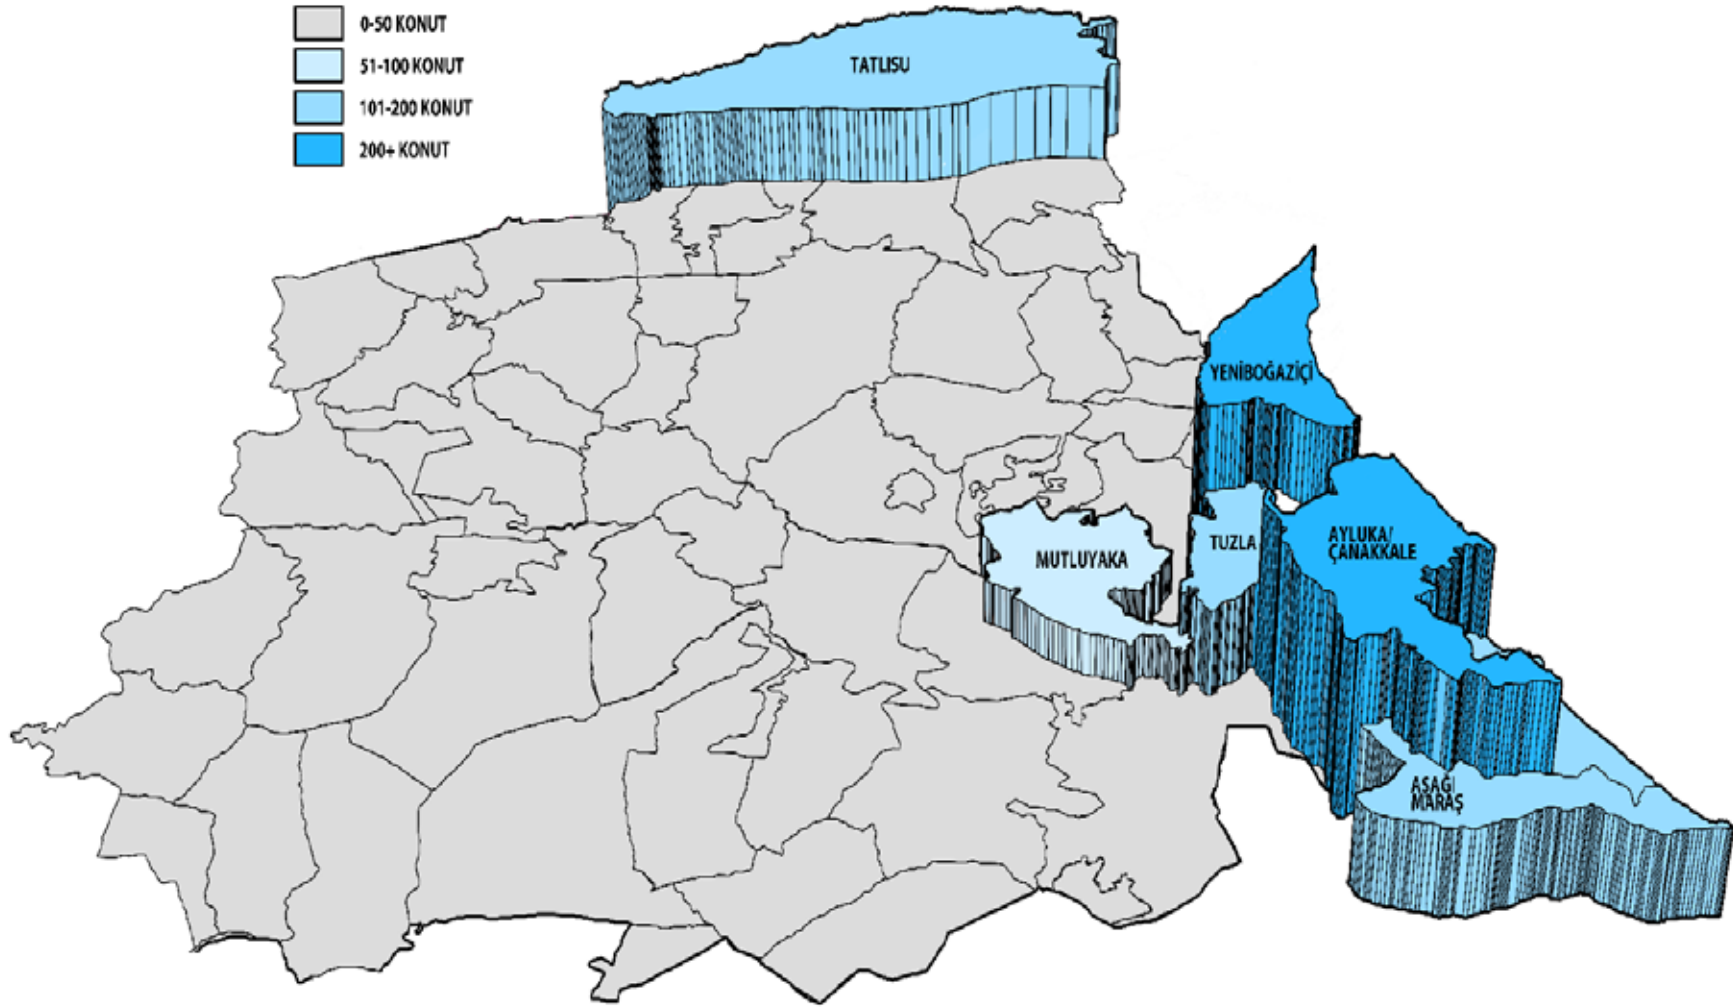 0-50 KONUT
51-100 KONUT
101-200 KONUT
200+ KONUT
TATLISU
YENİBOĞAZİÇİ
AYLUKA/
ÇANAKKALE
TUZLA
MUTLUYAKA
AŞAĞI
MARAŞ